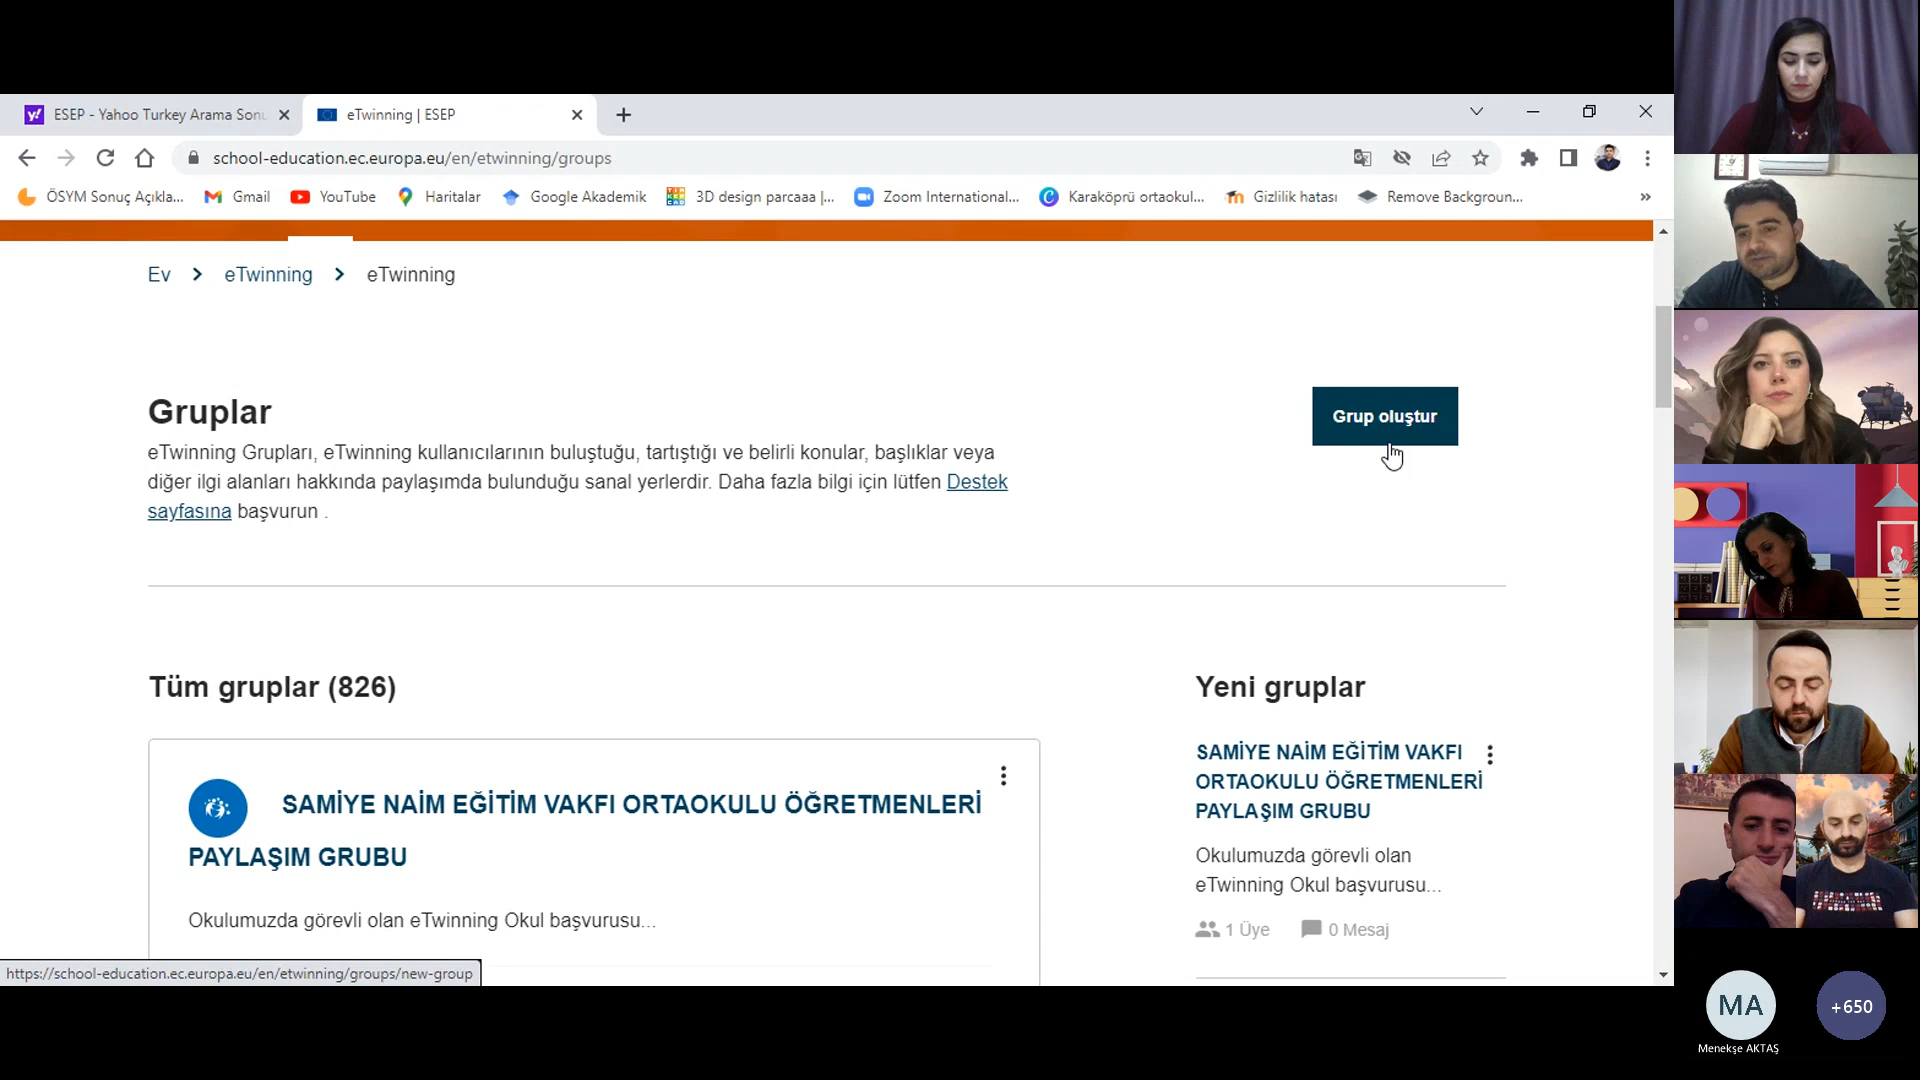 ESEP - Yahoo Turkey Arama Sonu
eTwinning | ESEP
school-education.ec.europa.eu/en/etwinning/groups
ÖSYM Sonuç Açıkla...
Gmail
YouTube
Haritalar
Google Akademik
3D design parcaaa |...
Zoom International...
Karaköprü ortaokul...
Gizlilik hatası
Remove Backgroun...
»
Ev > eTwinning > eTwinning
Gruplar
Grup oluştur
eTwinning Grupları, eTwinning kullanıcılarının buluştuğu, tartıştığı ve belirli konular, başlıklar veya
diğer ilgi alanları hakkında paylaşımda bulunduğu sanal yerlerdir. Daha fazla bilgi için lütfen Destek
sayfasına başvurun .
Tüm gruplar (826)
SAMİYE NAİM EĞİTİM VAKFI ORTAOKULU ÖĞRETMENLERİ
PAYLAŞIM GRUBU
Okulumuzda görevli olan eTwinning Okul başvurusu...
Yeni gruplar
SAMİYE NAİM EĞİTİM VAKFI
ORTAOKULU ÖĞRETMENLERİ
PAYLAŞIM GRUBU
Okulumuzda görevli olan
eTwinning Okul başvurusu...
1 Üye
0 Mesaj
https://school-education.ec.europa.eu/en/etwinning/groups/new-group
MA
Menekşe AKTAŞ
+650